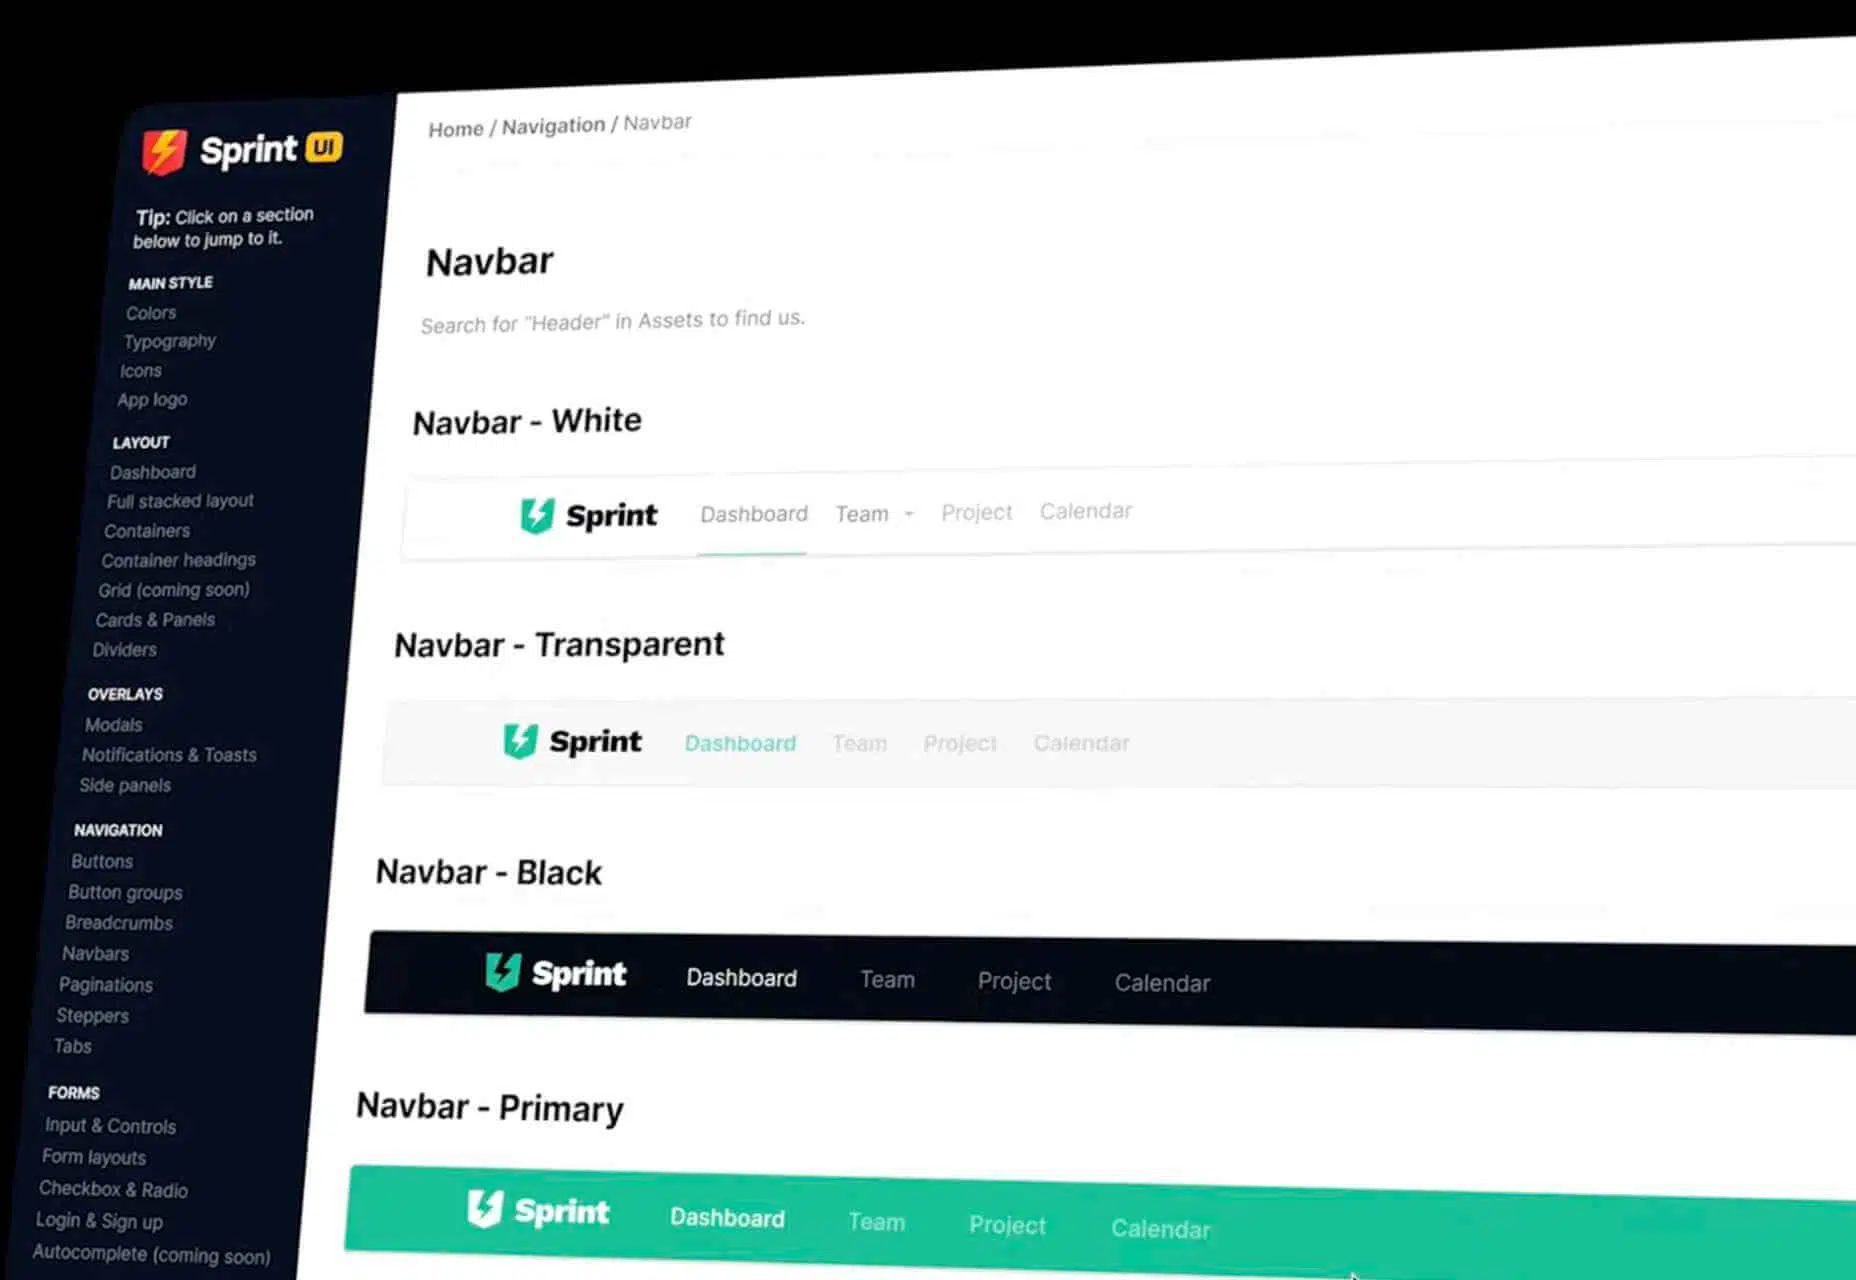 Sprint UI
Tip: Click on a section
below to jump to it.
MAIN STYLE
Colors
Typography
Icons
App logo
LAYOUT
Dashboard
Full stacked layout
Containers
Container headings
Grid (coming soon)
Cards & Panels
Dividers
OVERLAYS
Modals
Notifications & Toasts
Side panels
NAVIGATION
Buttons
Button groups
Breadcrumbs
Navbars
Paginations
Steppers
Tabs
FORMS
Input & Controls
Form layouts
Checkbox & Radio
Login & Sign up
Autocomplete (coming soon)
Home / Navigation / Navbar
Navbar
Search for "Header" in Assets to find us.
Navbar - White
Sprint Dashboard Team Project Calendar
Navbar - Transparent
Sprint Dashboard Team Project Calendar
Navbar - Black
Sprint Dashboard Team Project Calendar
Navbar - Primary
Sprint Dashboard Team Project Calendar